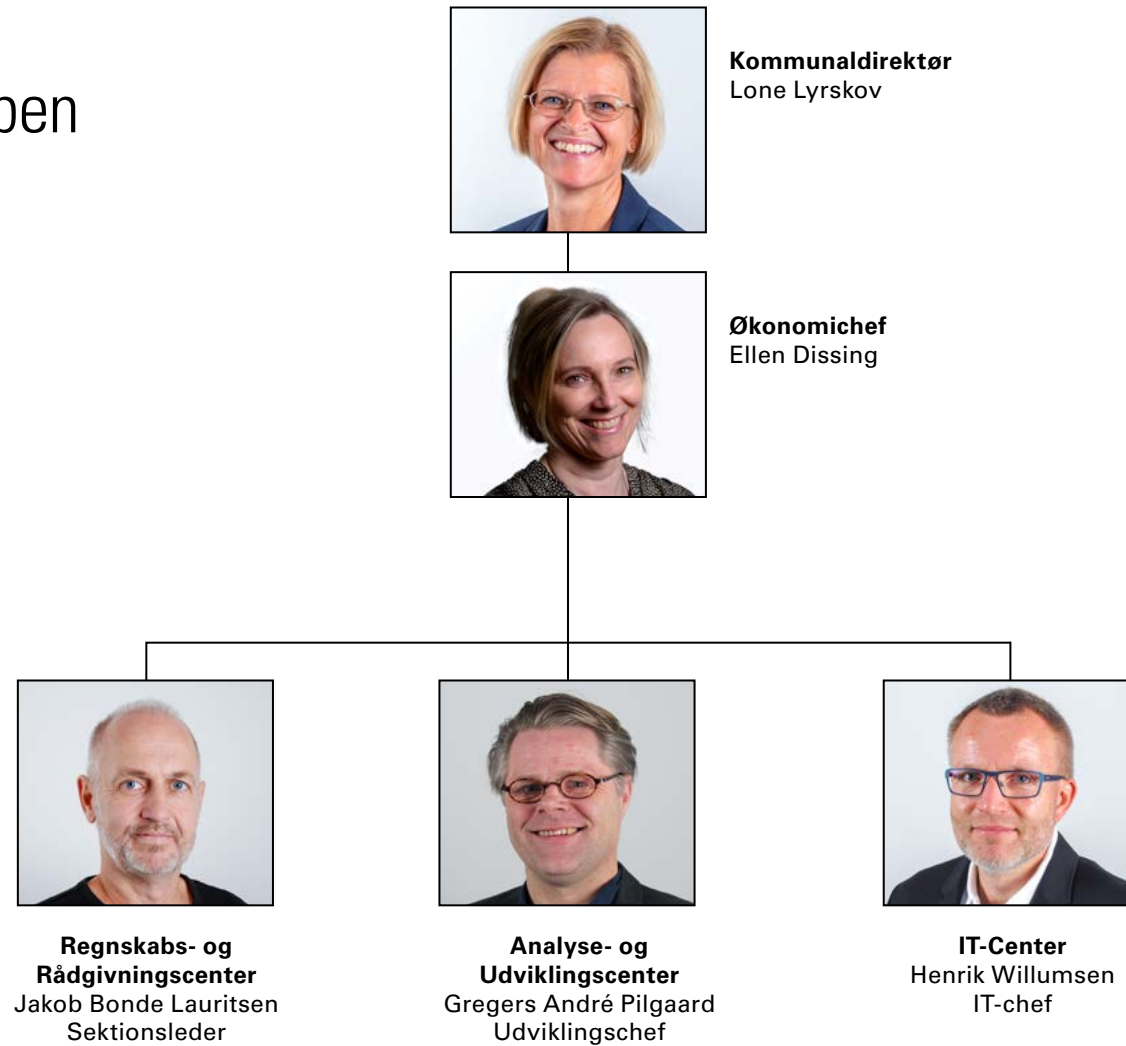 Kommunaldirektør
Lone Lyrskov
Økonomichef
Ellen Dissing
Regnskabs- og
Rådgivningscenter
Jakob Bonde Lauritsen
Sektionsleder
Analyse- og
Udviklingscenter
Gregers André Pilgaard
Udviklingschef
IT-Center
Henrik Willumsen
IT-chef